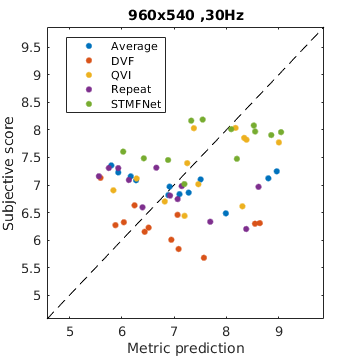 960x540 ,30Hz
Average
DVF
QVI
Repeat
STMFNet
Subjective score
9.5
9
8.5
8
7.5
7
6.5
6
5.5
5
5
6
7
8
9
Metric prediction